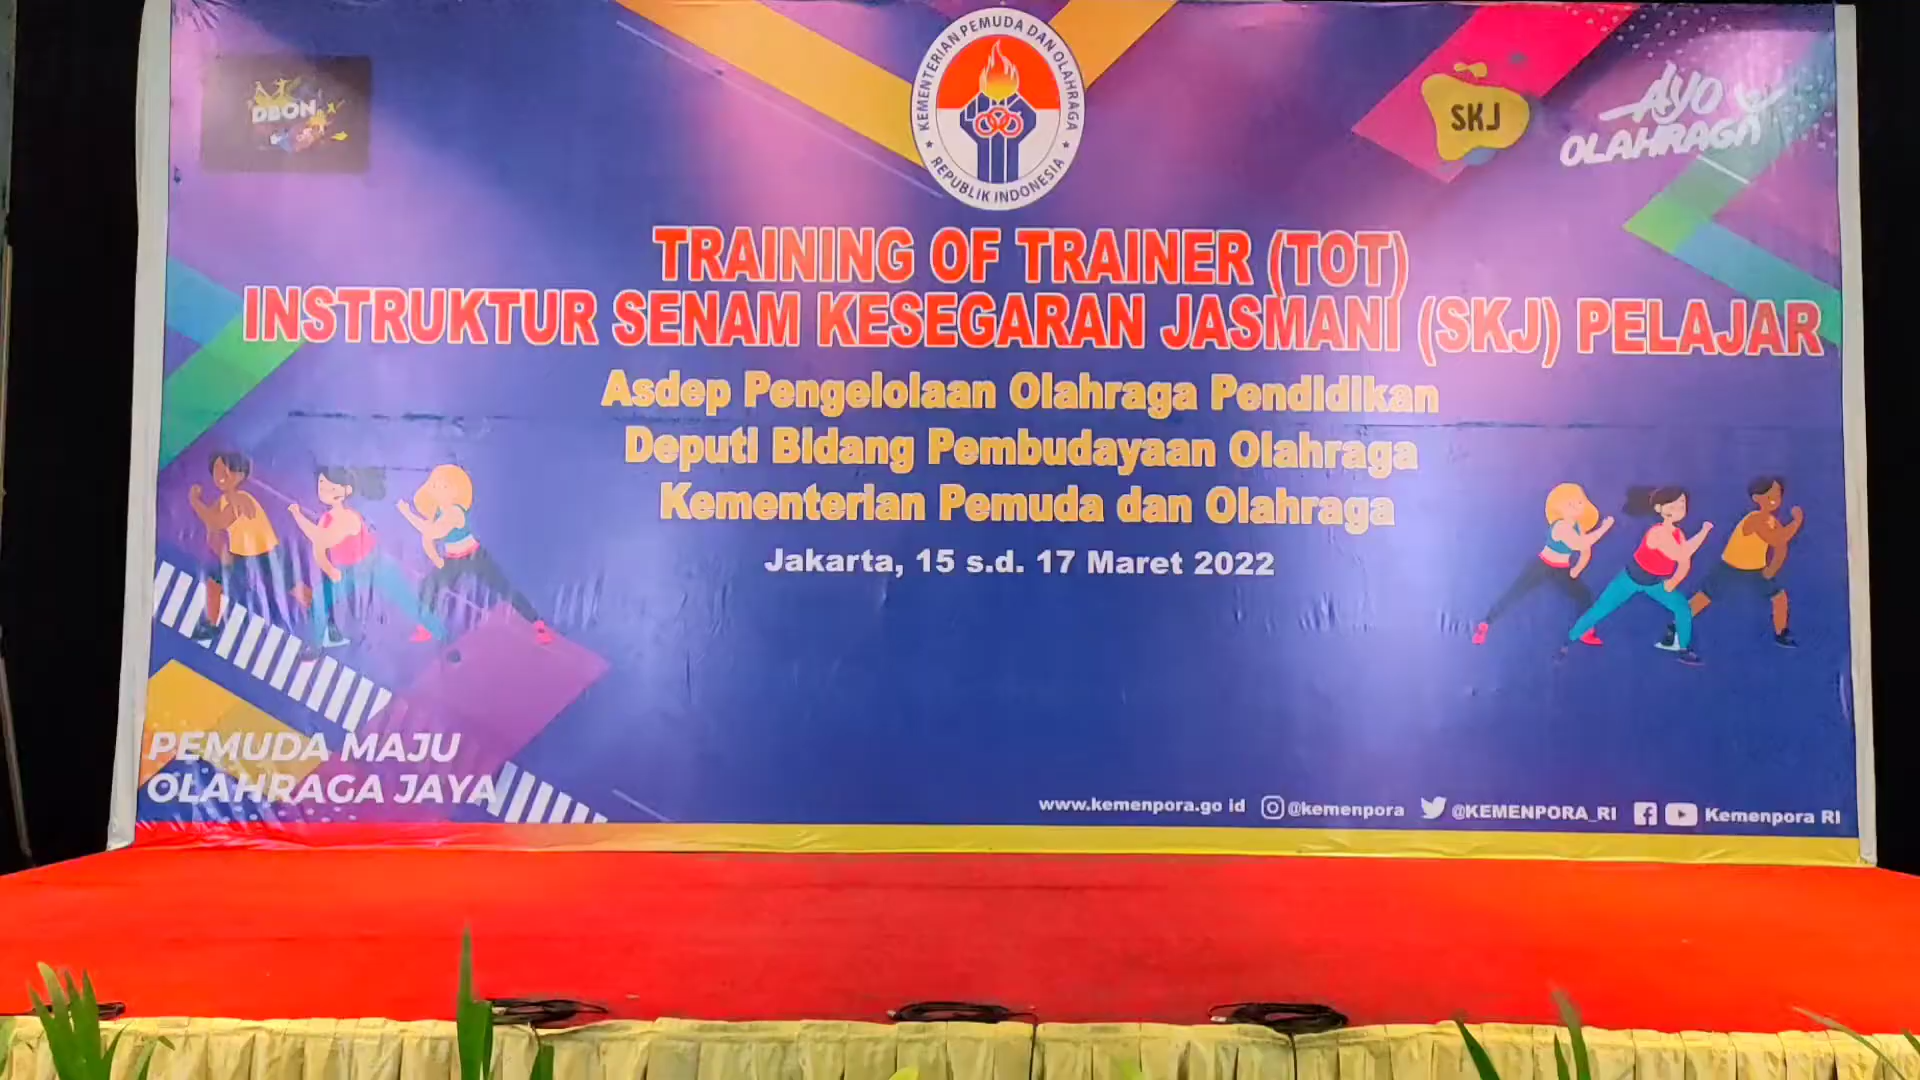 DBON
KEMENTERIAN PEMUDA DAN OLAHRAGA
REPUBLIK INDONESIA
SKJ
AYO
OLAHRAGA
TRAINING OF TRAINER (TOT)
INSTRUKTUR SENAM KESEGARAN JASMANI (SKJ) PELAJAR
Asdep Pengelolaan Olahraga Pendidikan
Deputi Bidang Pembudayaan Olahraga
Kementerian Pemuda dan Olahraga
Jakarta, 15 s.d. 17 Maret 2022
PEMUDA MAJU
OLAHRAGA JAYA
www.kemenpora.go id @kemenpora @KEMENPORA_RI Kemenpora RI